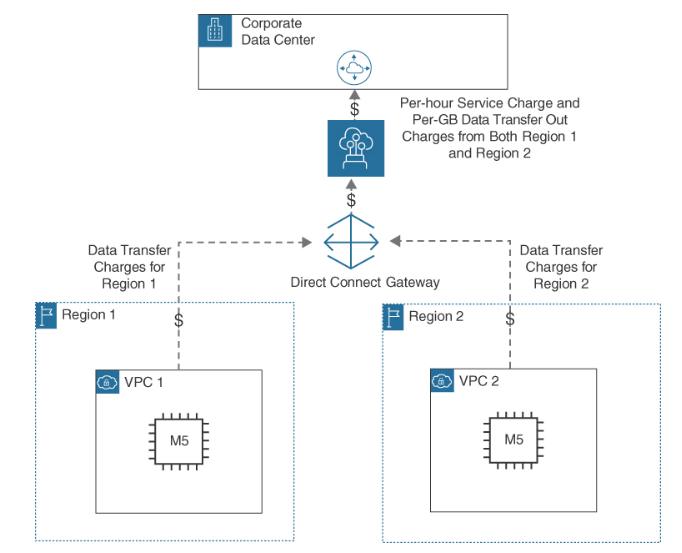 Corporate
Data Center
$
Per-hour Service Charge and
Per-GB Data Transfer Out
Charges from Both Region 1
and Region 2
$
Data Transfer
Charges for
Region 1
Direct Connect Gateway
Data Transfer
Charges for
Region 2
Region 1
$
Region 2
$
VPC 1
M5
VPC 2
M5